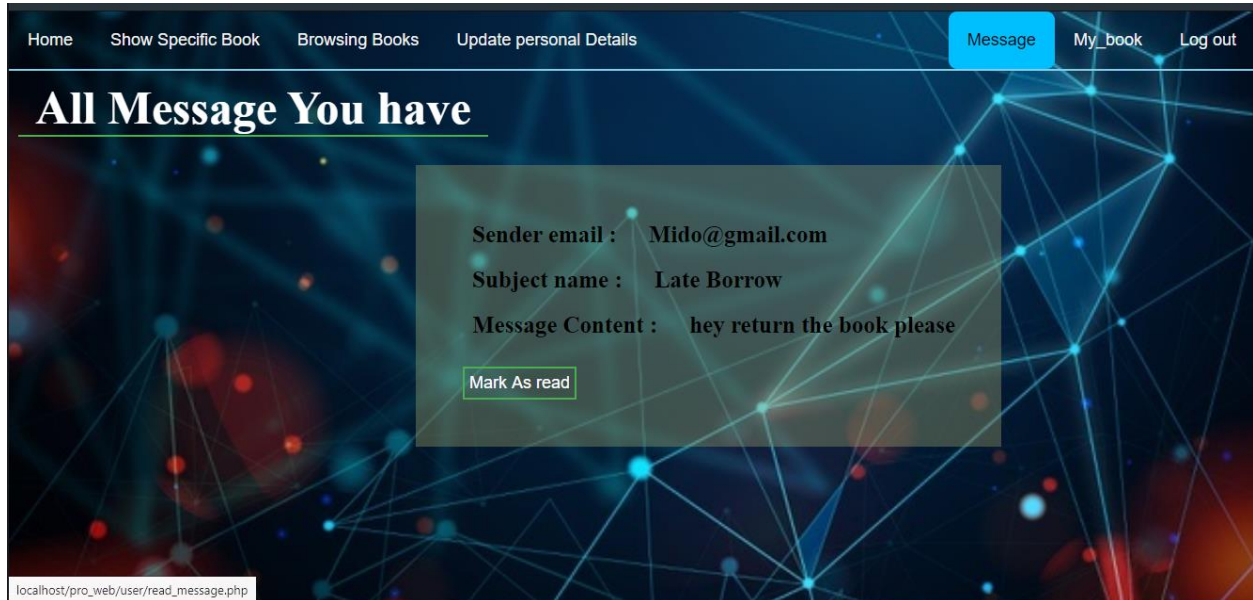 Home Show Specific Book Browsing Books Update personal Details Message My_book Log out
All Message You have
Sender email : Mido@gmail.com
Subject name : Late Borrow
Message Content : hey return the book please
Mark As read
localhost/pro_web/user/read_message.php